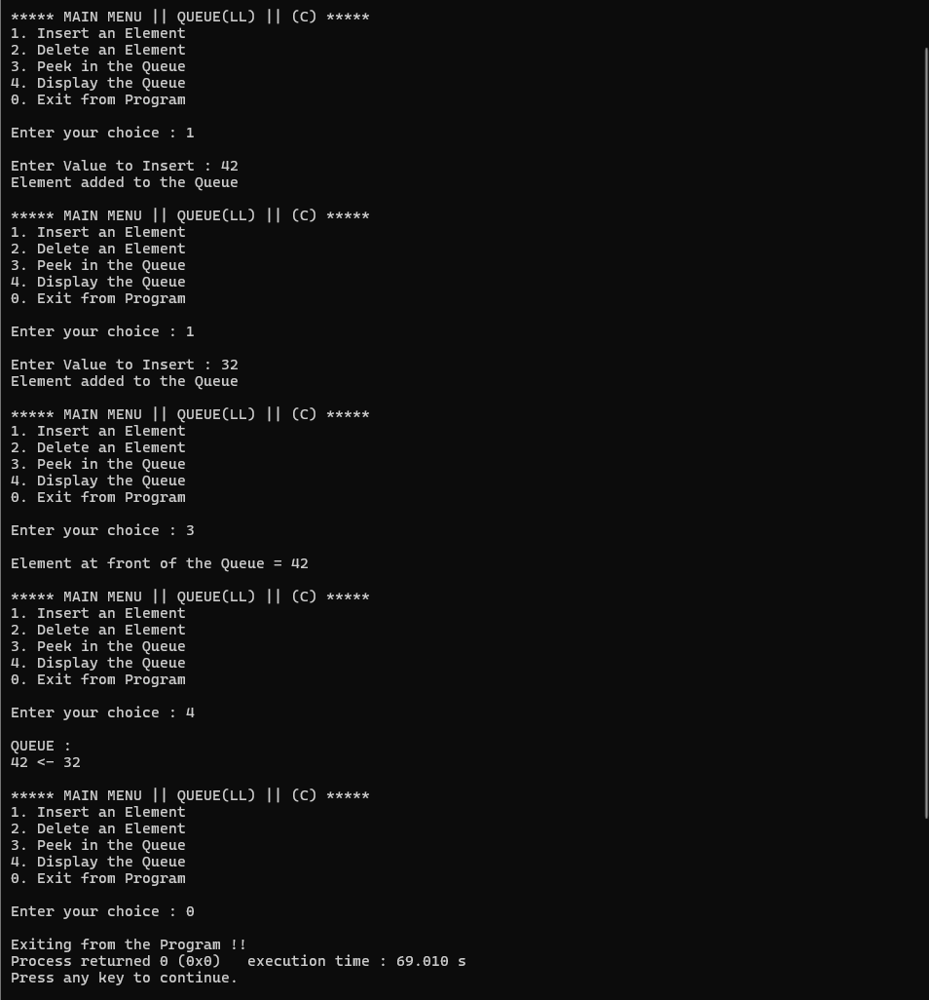 ***** MAIN MENU || QUEUE(LL) || (C) *****
1. Insert an Element
2. Delete an Element
3. Peek in the Queue
4. Display the Queue
0. Exit from Program
Enter your choice : 1
Enter Value to Insert : 42
Element added to the Queue
***** MAIN MENU || QUEUE(LL) || (C) *****
1. Insert an Element
2. Delete an Element
3. Peek in the Queue
4. Display the Queue
0. Exit from Program
Enter your choice : 1
Enter Value to Insert : 32
Element added to the Queue
***** MAIN MENU || QUEUE(LL) || (C) *****
1. Insert an Element
2. Delete an Element
3. Peek in the Queue
4. Display the Queue
0. Exit from Program
Enter your choice : 3
Element at front of the Queue = 42
***** MAIN MENU || QUEUE(LL) || (C) *****
1. Insert an Element
2. Delete an Element
3. Peek in the Queue
4. Display the Queue
0. Exit from Program
Enter your choice : 4
QUEUE :
42 <- 32
***** MAIN MENU || QUEUE(LL) || (C) *****
1. Insert an Element
2. Delete an Element
3. Peek in the Queue
4. Display the Queue
0. Exit from Program
Enter your choice : 0
Exiting from the Program !!
Process returned 0 (0x0)   execution time : 69.010 s
Press any key to continue.